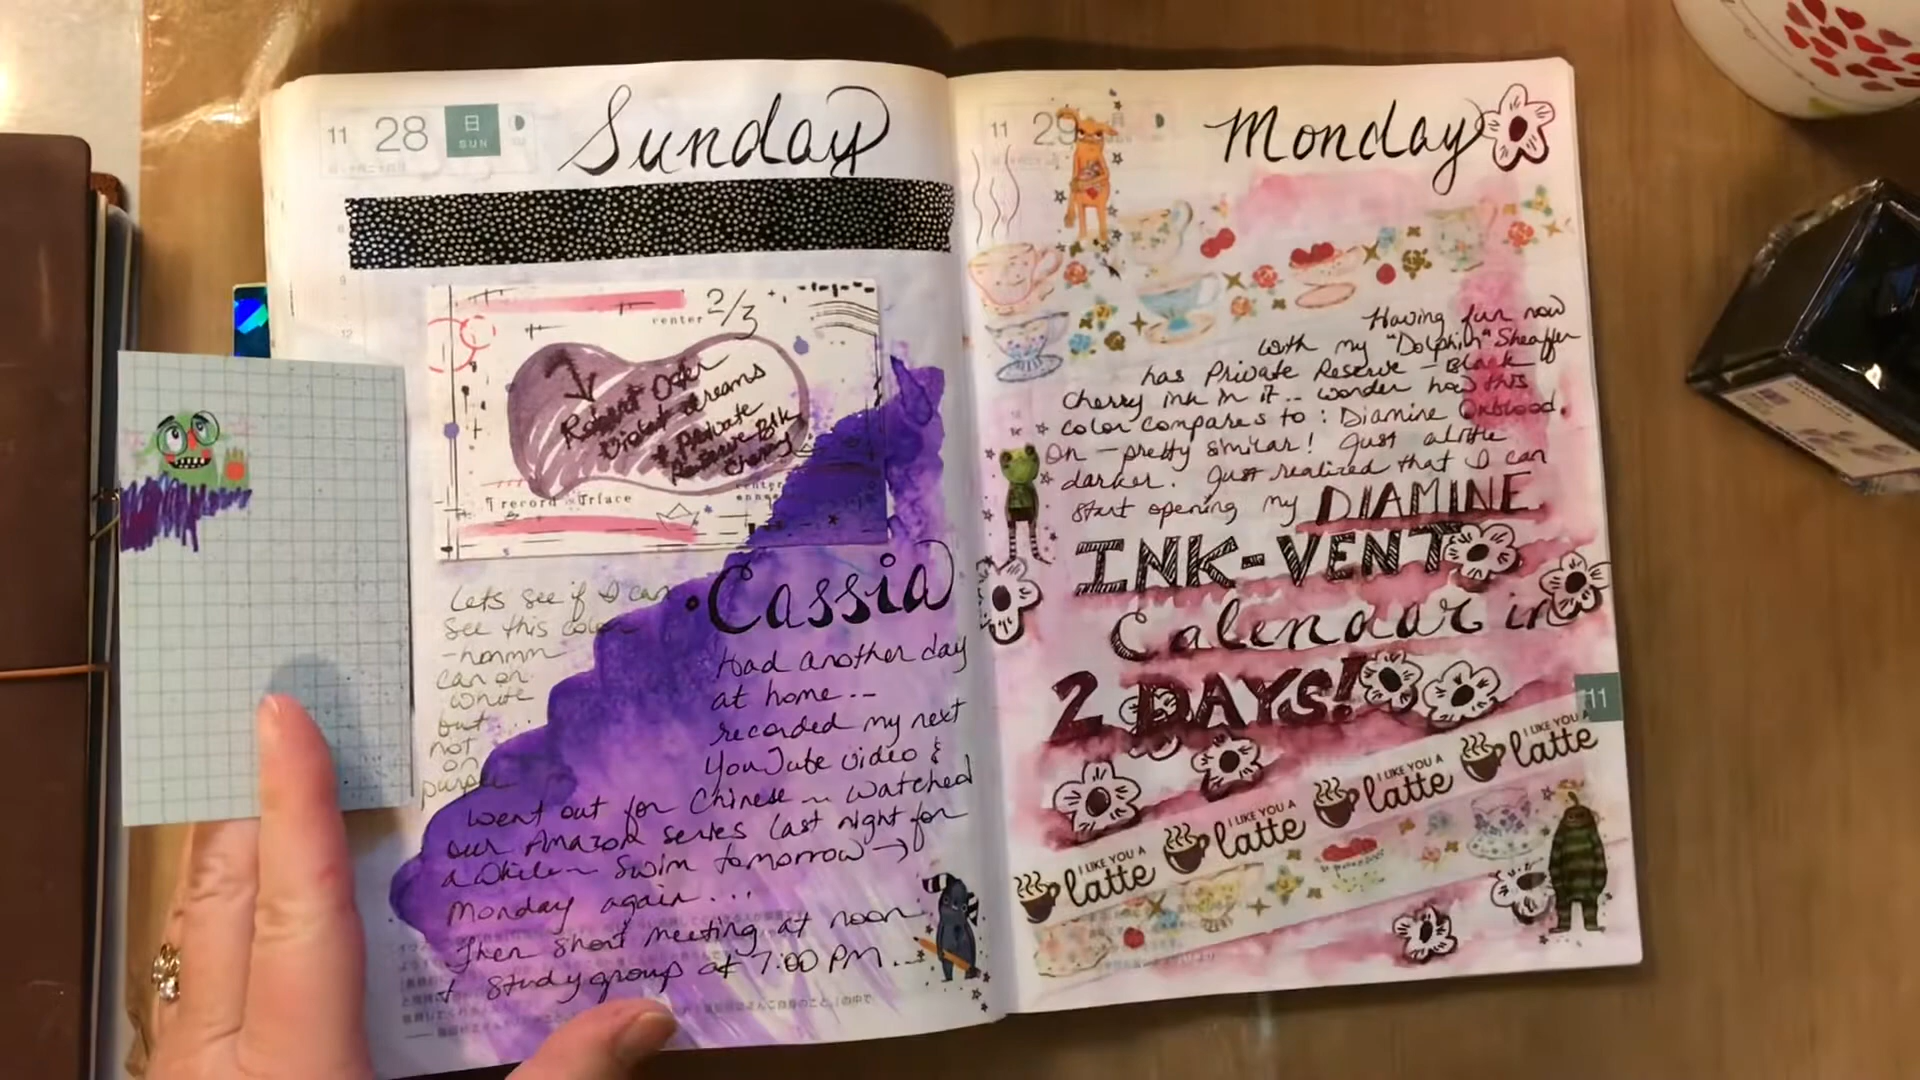 11 28 日 SUN
Sunday
center 2/3
Robert Oster
Violet Dreams
+ Private
Reserve Blk
Cherry
record
center
Lets see if I can
see this color
- hmmm
can on
white
but...
not
on
purple
Cassia
Had another day
at home...
recorded my next
YouTube video &
went out for Chinese ~ watched
our Amazon series last night for
a while ~ Swim tomorrow →
Monday again...
Then short meeting at noon
+ study group at 7:00 PM...
11 29 月
Monday
Having fun now
with my "Dolphin" Sheaffer
has Private Reserve - Black
Cherry ink in it... wonder how this
color compares to: Diamine Oxblood.
Oh - pretty similar! Just a little
darker. Just realized that I can
start opening my DIAMINE
INK-VENT
Calendar in
2 DAYS!
11
I LIKE YOU A latte I LIKE YOU A latte I LIKE YOU A latte I LIKE YOU A latte